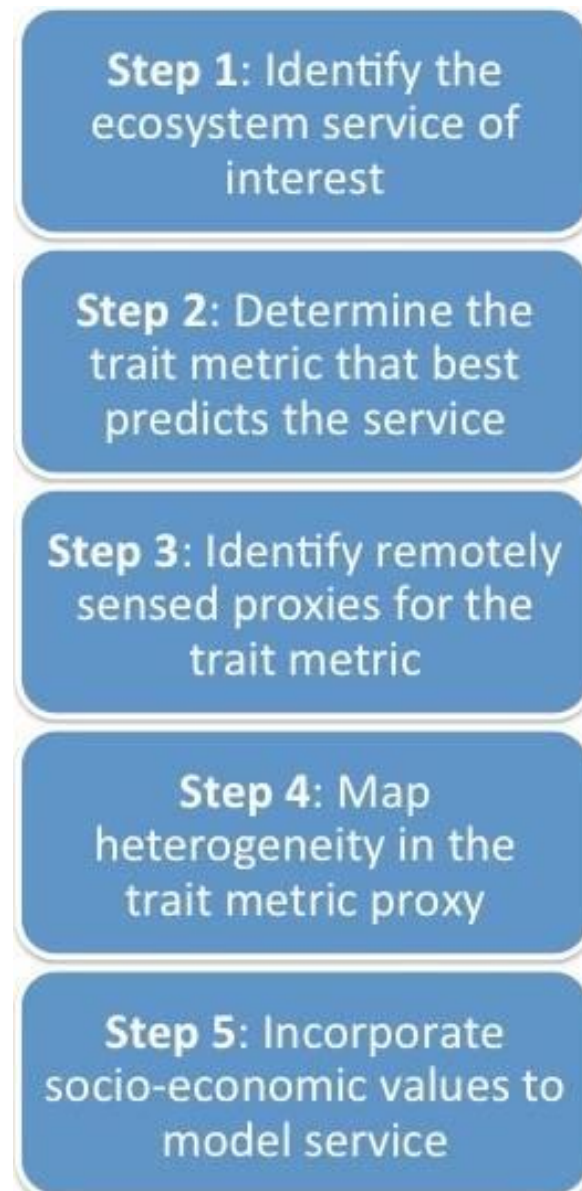 Step 1: Identify the
ecosystem service of
interest
Step 2: Determine the
trait metric that best
predicts the service
Step 3: Identify remotely
sensed proxies for the
trait metric
Step 4: Map
heterogeneity in the
trait metric proxy
Step 5: Incorporate
socio-economic values to
model service